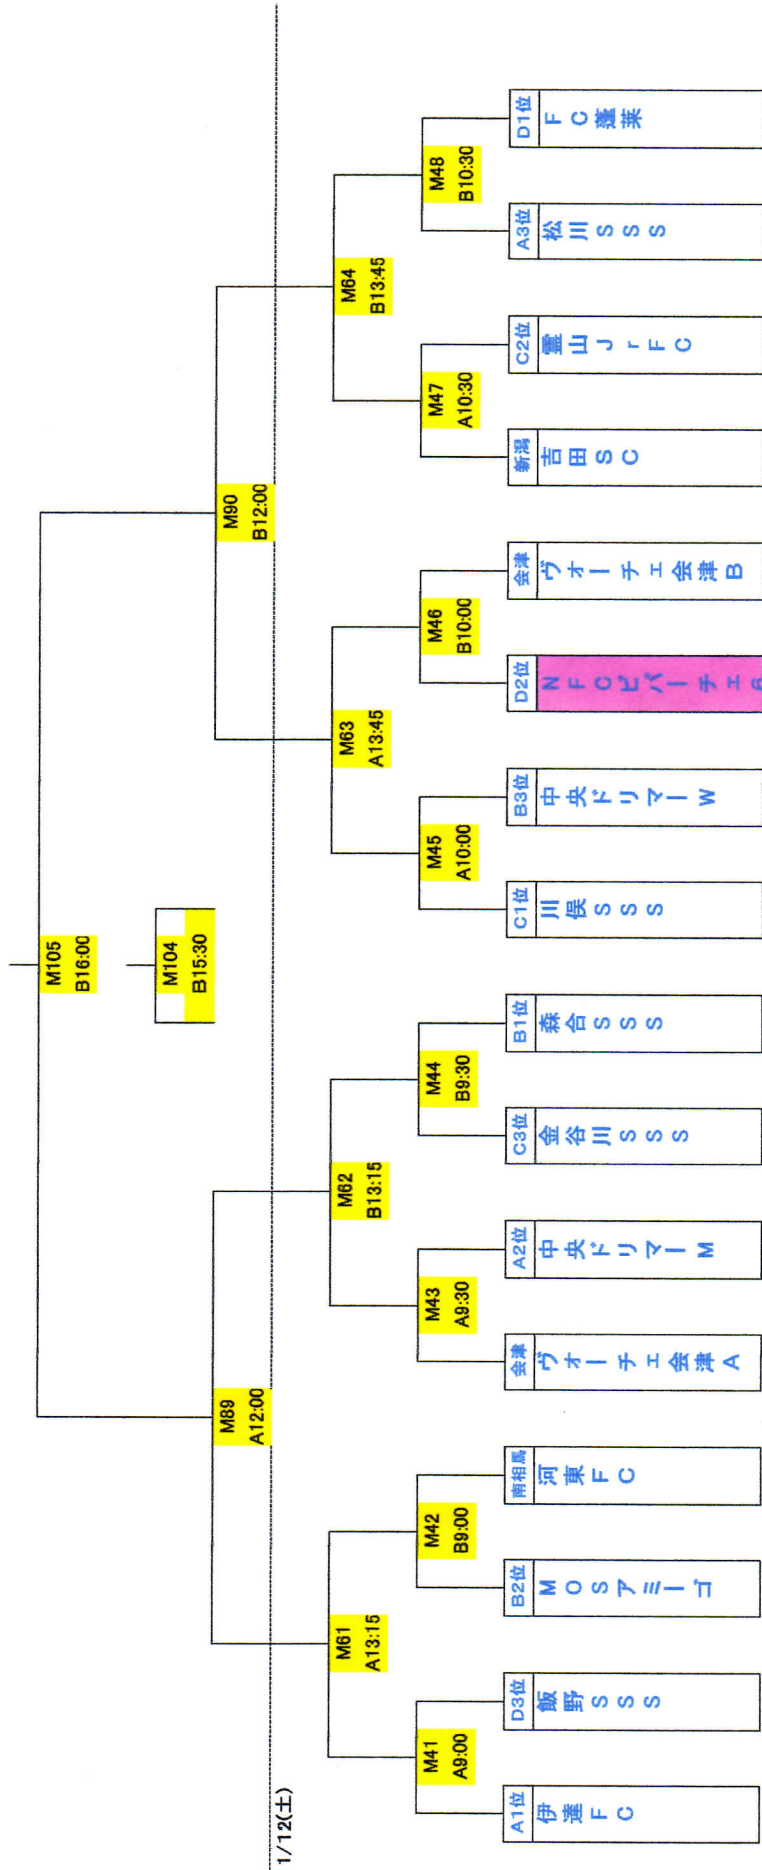 M105
B16:00
M104
B15:30
M89
A12:00
M90
B12:00
1/12(土)
M61
A13:15
M62
B13:15
M63
A13:45
M64
B13:45
M41
A9:00
M42
B9:00
M43
A9:30
M44
B9:30
M45
A10:00
M46
B10:00
M47
A10:30
M48
B10:30
A1位
伊達FC
D3位
飯野SSS
B2位
MOSアミーゴ
南相馬
河東FC
会津
ヴォーチェ会津A
A2位
中央ドリマーM
C3位
金谷川SSS
B1位
森合SSS
C1位
川俣SSS
B3位
中央ドリマーW
D2位
NFCビバーチェ
会津
ヴォーチェ会津B
新潟
吉田SC
C2位
霊山JrFC
A3位
松川SSS
D1位
FC蓬莱